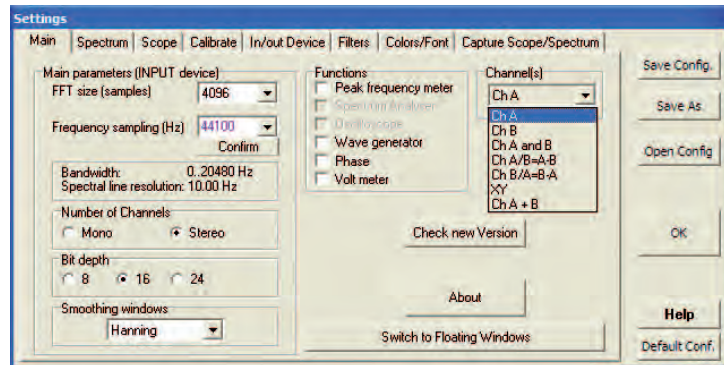 Settings
Main Spectrum Scope Calibrate In/out Device Filters Colors/Font Capture Scope/Spectrum
Main parameters (INPUT device)
FFT size (samples) 4096
Frequency sampling (Hz) 44100
Confirm
Bandwidth: 0..20480 Hz
Spectral line resolution: 10.00 Hz
Number of Channels
Mono Stereo
Bit depth
8 16 24
Smoothing windows
Hanning
Functions
Peak frequency meter
Spectrum Analyser
Oscilloscope
Wave generator
Phase
Volt meter
Channel(s)
Ch A
Ch A
Ch B
Ch A and B
Ch A/B=A-B
Ch B/A=B-A
XY
Ch A + B
Check new Version
About
Switch to Floating Windows
Save Config.
Save As
Open Config
OK
Help
Default Conf.